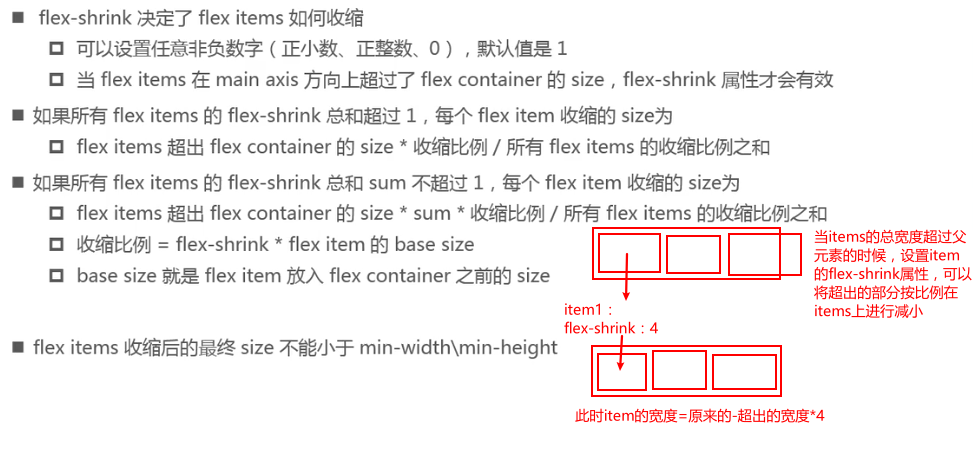 flex-shrink 决定了 flex items 如何收缩
可以设置任意非负数字（正小数、正整数、0），默认值是 1
当 flex items 在 main axis 方向上超过了 flex container 的 size，flex-shrink 属性才会有效
如果所有 flex items 的 flex-shrink 总和超过 1，每个 flex item 收缩的 size为
flex items 超出 flex container 的 size * 收缩比例 / 所有 flex items 的收缩比例之和
如果所有 flex items 的 flex-shrink 总和 sum 不超过 1，每个 flex item 收缩的 size为
flex items 超出 flex container 的 size * sum * 收缩比例 / 所有 flex items 的收缩比例之和
收缩比例 = flex-shrink * flex item 的 base size
base size 就是 flex item 放入 flex container 之前的 size
当items的总宽度超过父
元素的时候，设置item
的flex-shrink属性，可以
将超出的部分按比例在
items上进行减小
item1：
flex-shrink：4
flex items 收缩后的最终 size 不能小于 min-width\min-height
此时item的宽度=原来的-超出的宽度*4